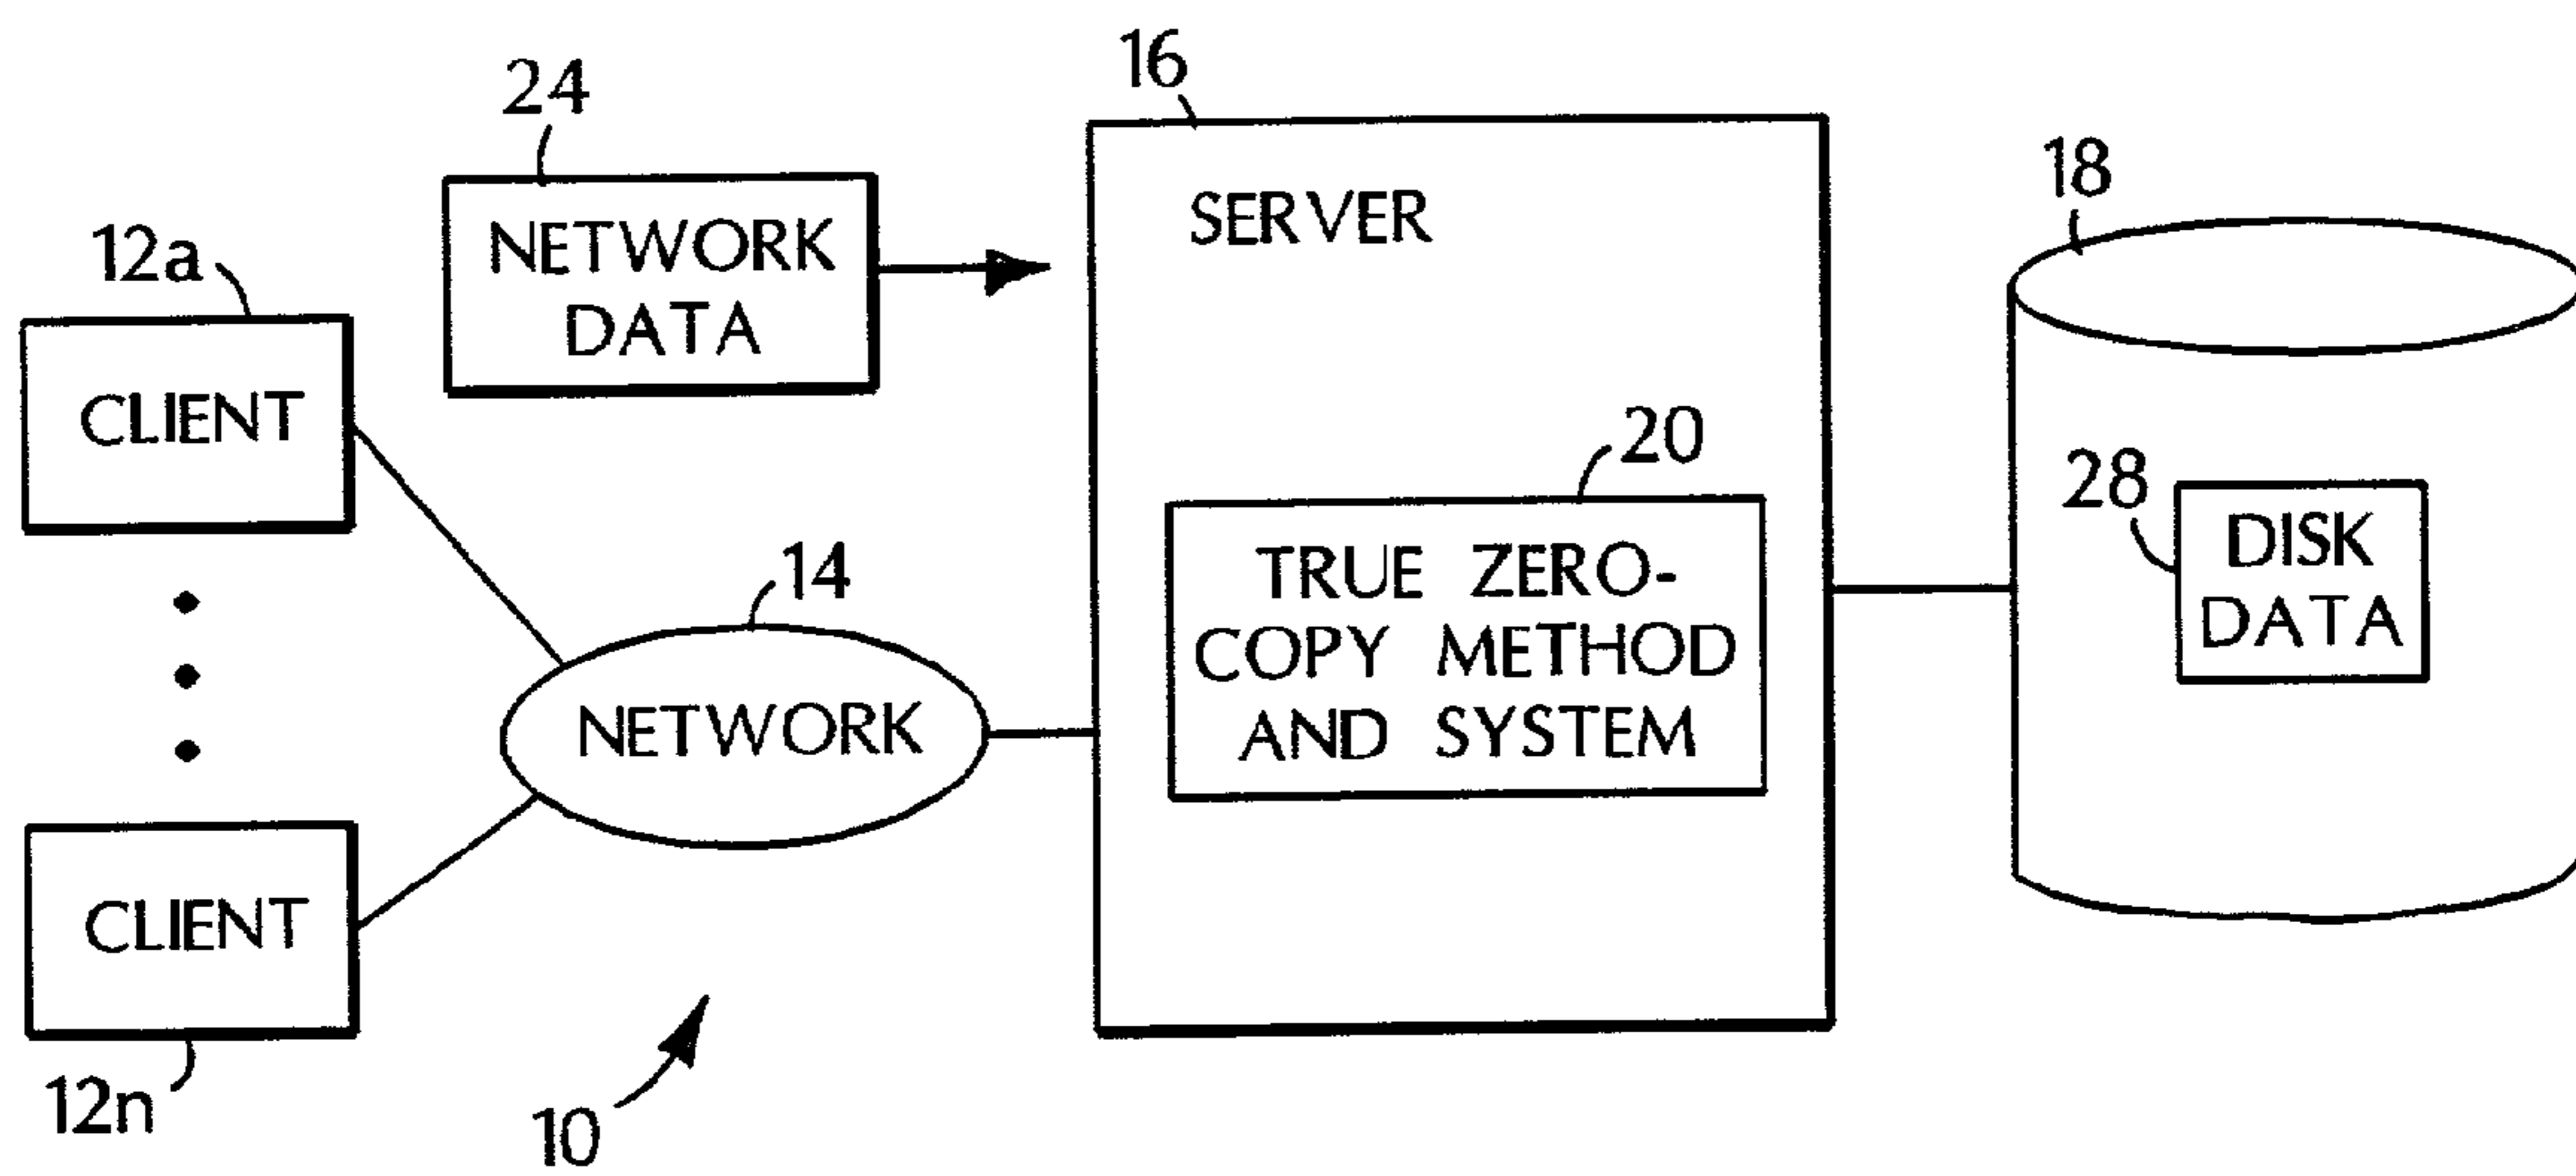 16
24
NETWORK
DATA
SERVER
18
12a
CLIENT
20
28
DISK
DATA
TRUE ZERO-
COPY METHOD
AND SYSTEM
14
NETWORK
CLIENT
12n
10